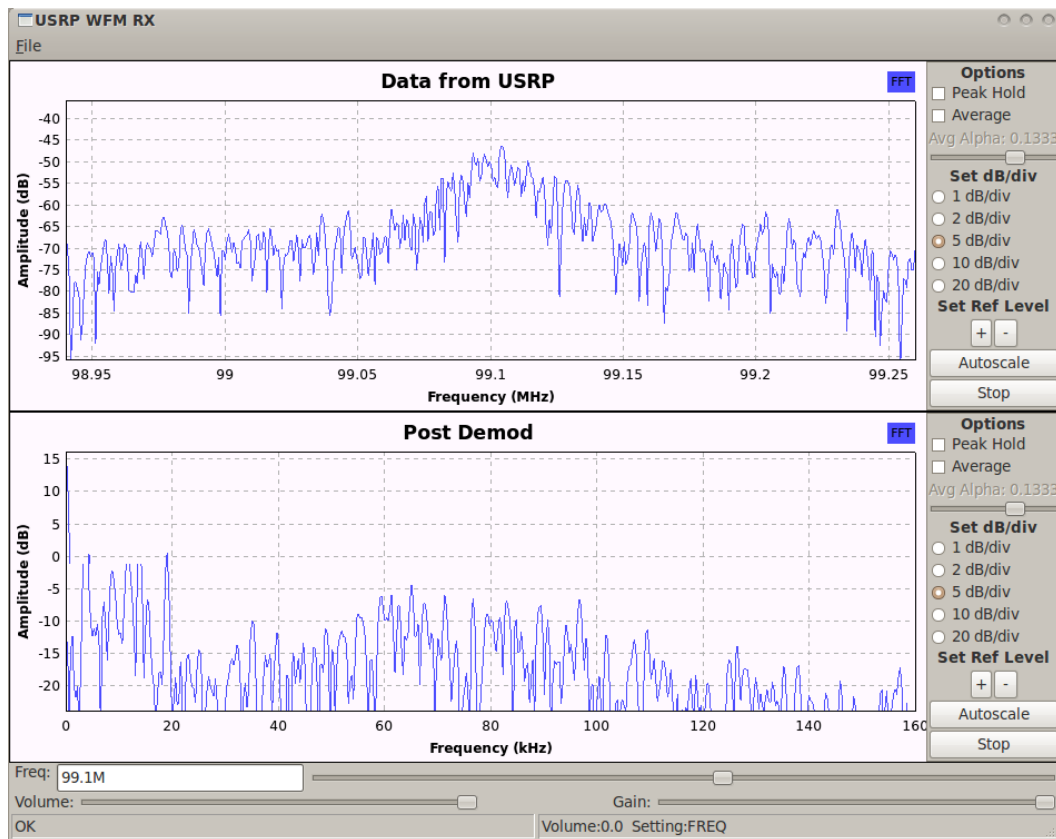 USRP WFM RX
File
Data from USRP
FFT
Amplitude (dB)
-40
-45
-50
-55
-60
-65
-70
-75
-80
-85
-90
-95
98.95 99 99.05 99.1 99.15 99.2 99.25
Frequency (MHz)
Options
Peak Hold
Average
Avg Alpha: 0.1333
Set dB/div
1 dB/div
2 dB/div
5 dB/div
10 dB/div
20 dB/div
Set Ref Level
+ -
Autoscale
Stop
Post Demod
FFT
Amplitude (dB)
15
10
5
0
-5
-10
-15
-20
0 20 40 60 80 100 120 140 160
Frequency (kHz)
Options
Peak Hold
Average
Avg Alpha: 0.1333
Set dB/div
1 dB/div
2 dB/div
5 dB/div
10 dB/div
20 dB/div
Set Ref Level
+ -
Autoscale
Stop
Freq: 99.1M
Volume: Gain:
OK Volume:0.0 Setting:FREQ